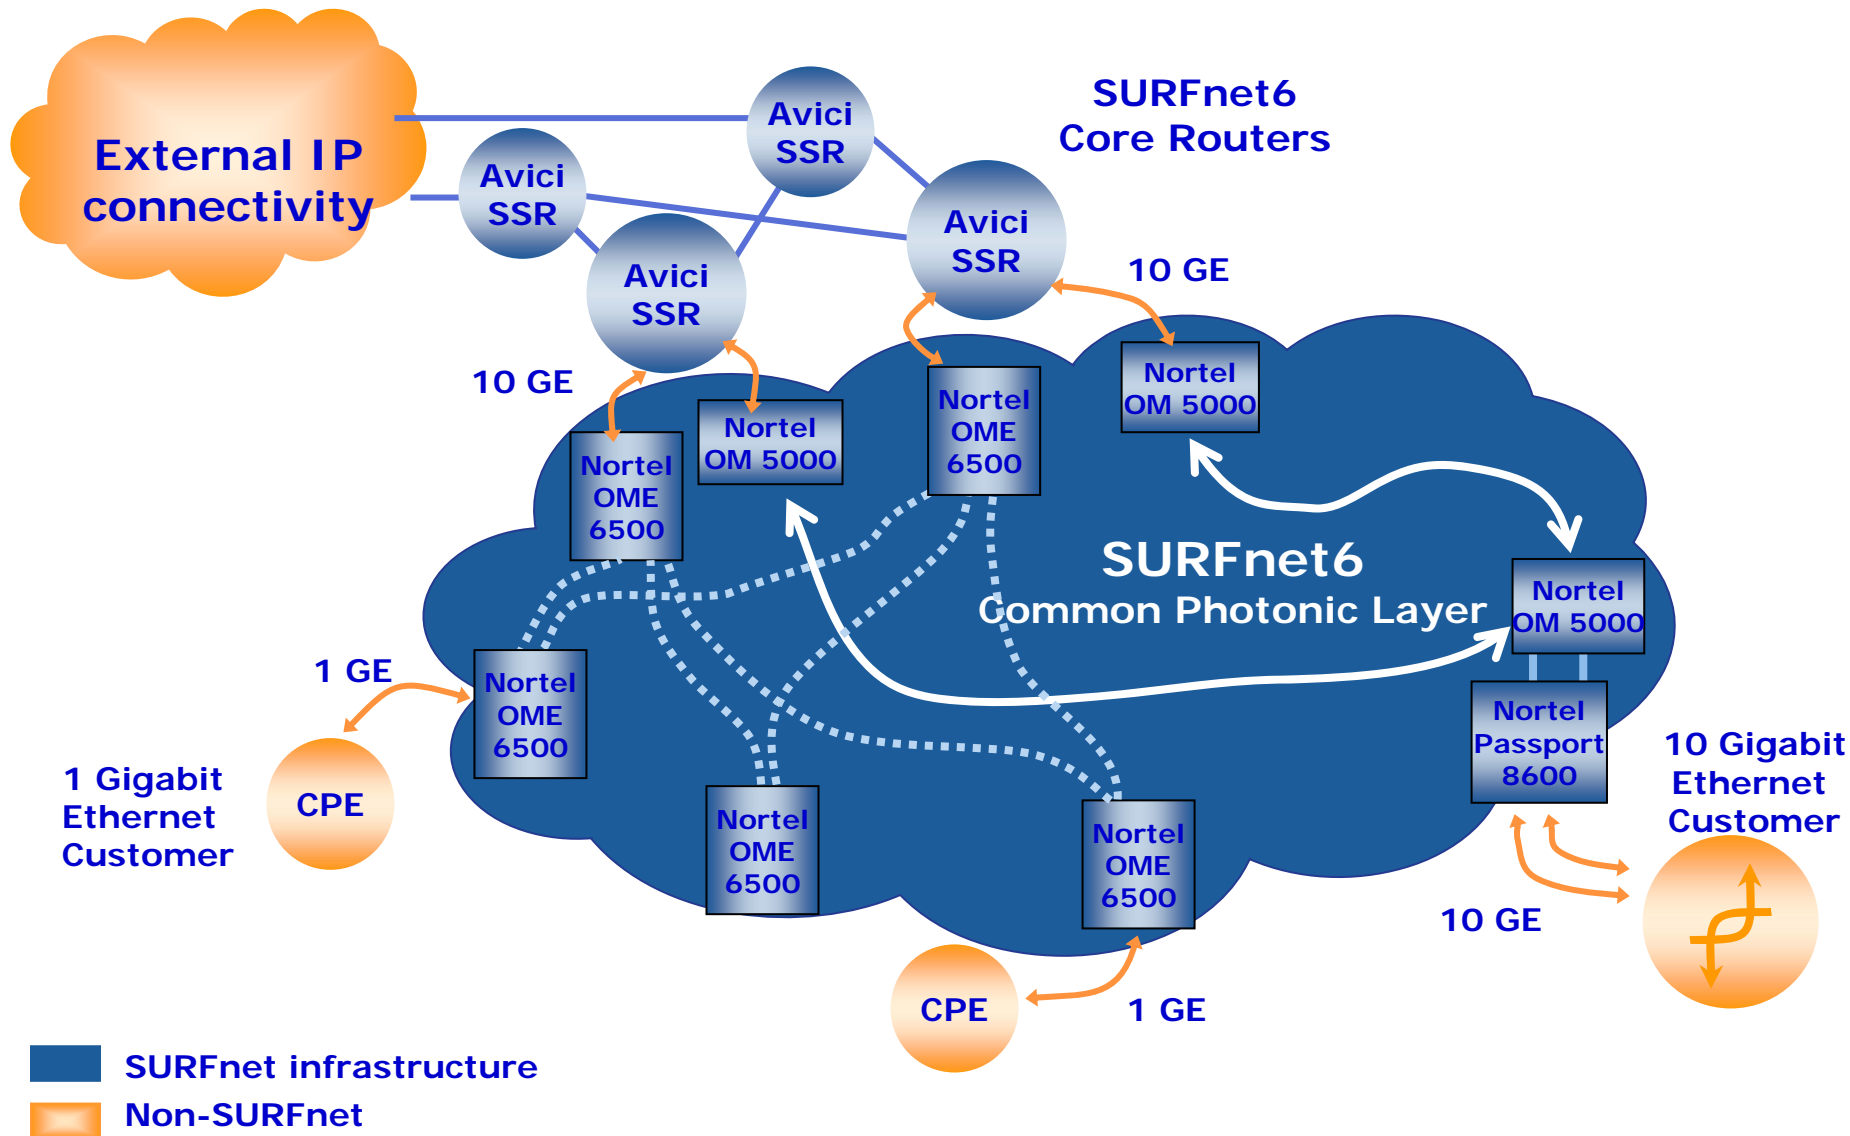 External IP
connectivity
Avici
SSR
Avici
SSR
Avici
SSR
Avici
SSR
SURFnet6
Core Routers
10 GE
10 GE
Nortel
OME
6500
Nortel
OM 5000
Nortel
OME
6500
Nortel
OM 5000
SURFnet6
Common Photonic Layer
Nortel
OM 5000
Nortel
Passport
8600
1 GE
Nortel
OME
6500
1 Gigabit
Ethernet
Customer
CPE
Nortel
OME
6500
Nortel
OME
6500
10 Gigabit
Ethernet
Customer
10 GE
CPE
1 GE
SURFnet infrastructure
Non-SURFnet